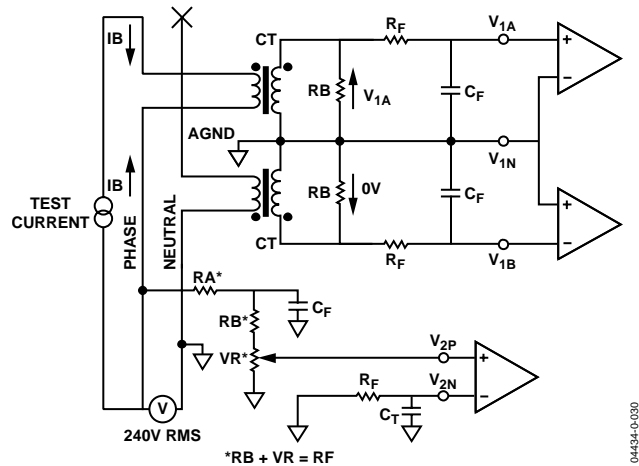 IB
CT
RF
V1A
RB
V1A
CF
AGND
V1N
IB
TEST
CURRENT
PHASE
NEUTRAL
RB
0V
CF
CT
RF
V1B
RA*
CF
RB*
VR*
V2P
RF
V2N
CT
V
240V RMS
*RB + VR = RF
04434-0-030
+
−
+
−
+
−